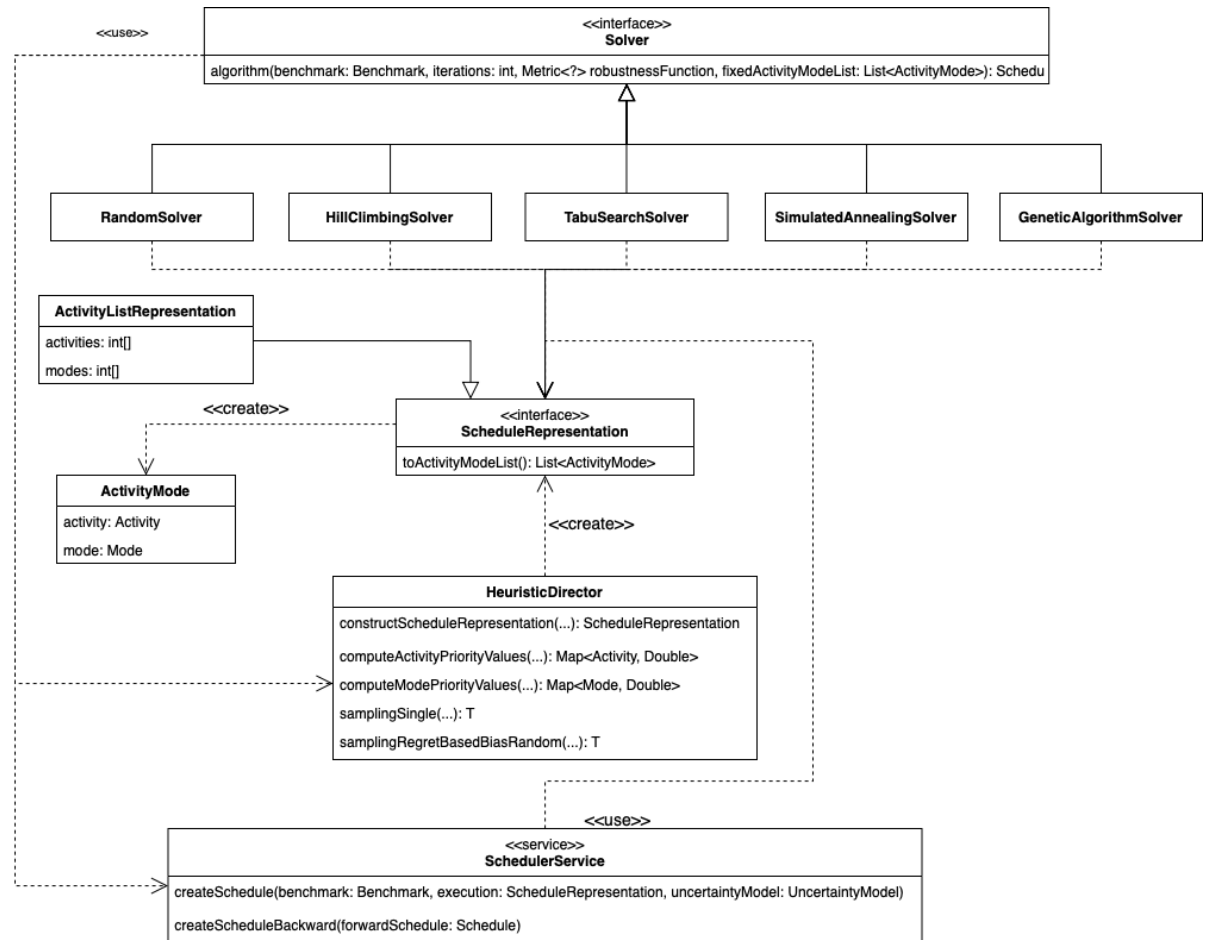 <<use>>
<<interface>>
Solver
algorithm(benchmark: Benchmark, iterations: int, Metric<?> robustnessFunction, fixedActivityModeList: List<ActivityMode>): Schedu
RandomSolver
HillClimbingSolver
TabuSearchSolver
SimulatedAnnealingSolver
GeneticAlgorithmSolver
ActivityListRepresentation
activities: int[]
modes: int[]
<<create>>
<<interface>>
ScheduleRepresentation
toActivityModeList(): List<ActivityMode>
ActivityMode
activity: Activity
mode: Mode
<<create>>
HeuristicDirector
constructScheduleRepresentation(...): ScheduleRepresentation
computeActivityPriorityValues(...): Map<Activity, Double>
computeModePriorityValues(...): Map<Mode, Double>
samplingSingle(...): T
samplingRegretBasedBiasRandom(...): T
<<use>>
<<service>>
SchedulerService
createSchedule(benchmark: Benchmark, execution: ScheduleRepresentation, uncertaintyModel: UncertaintyModel)
createScheduleBackward(forwardSchedule: Schedule)